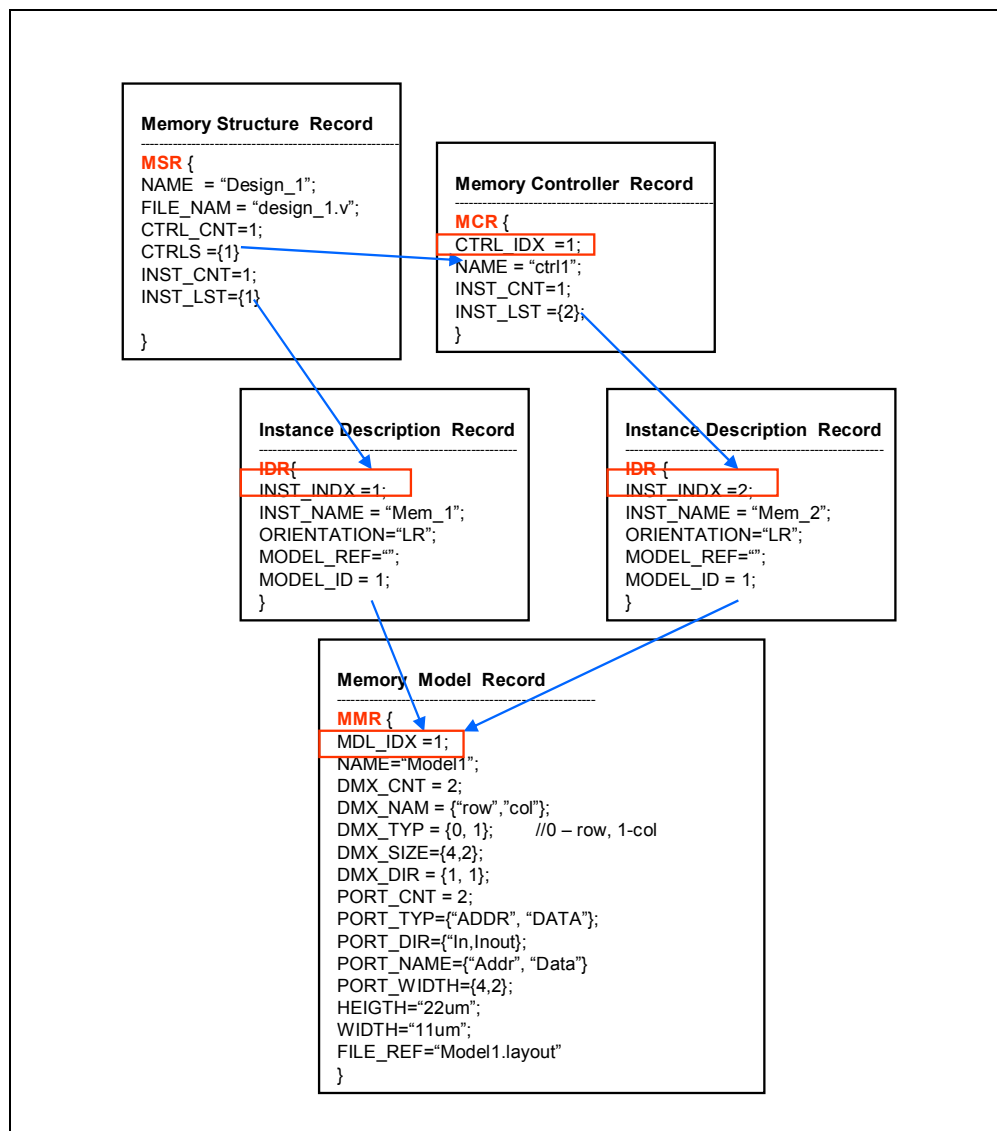 Memory Structure Record
MSR {
NAME = “Design_1”;
FILE_NAM = “design_1.v”;
CTRL_CNT=1;
CTRLS ={1}
INST_CNT=1;
INST_LST={1}
}
Memory Controller Record
MCR {
CTRL_IDX =1;
NAME = “ctrl1”;
INST_CNT=1;
INST_LST ={2};
}
Instance Description Record
IDR{
INST_INDX =1;
INST_NAME = “Mem_1”;
ORIENTATION=“LR”;
MODEL_REF=“”;
MODEL_ID = 1;
}
Instance Description Record
IDR {
INST_INDX =2;
INST_NAME = “Mem_2”;
ORIENTATION=“LR”;
MODEL_REF=“”;
MODEL_ID = 1;
}
Memory Model Record
MMR {
MDL_IDX =1;
NAME=“Model1”;
DMX_CNT = 2;
DMX_NAM = {“row”,”col”};
DMX_TYP = {0, 1}; //0 – row, 1-col
DMX_SIZE={4,2};
DMX_DIR = {1, 1};
PORT_CNT = 2;
PORT_TYP={“ADDR”, “DATA”};
PORT_DIR={“In,Inout};
PORT_NAME={“Addr”, “Data”}
PORT_WIDTH={4,2};
HEIGTH=“22um”;
WIDTH=“11um”;
FILE_REF=“Model1.layout”
}